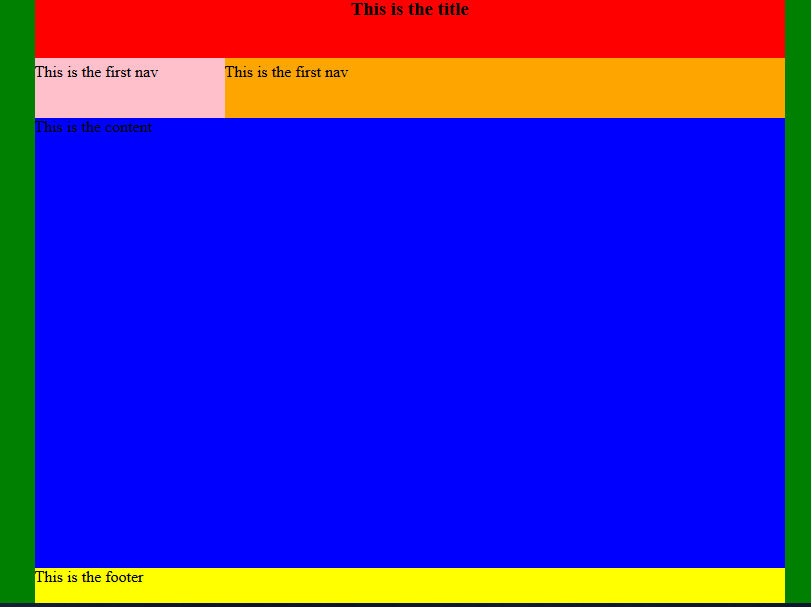 This is the title
This is the first nav
This is the first nav
This is the content
This is the footer